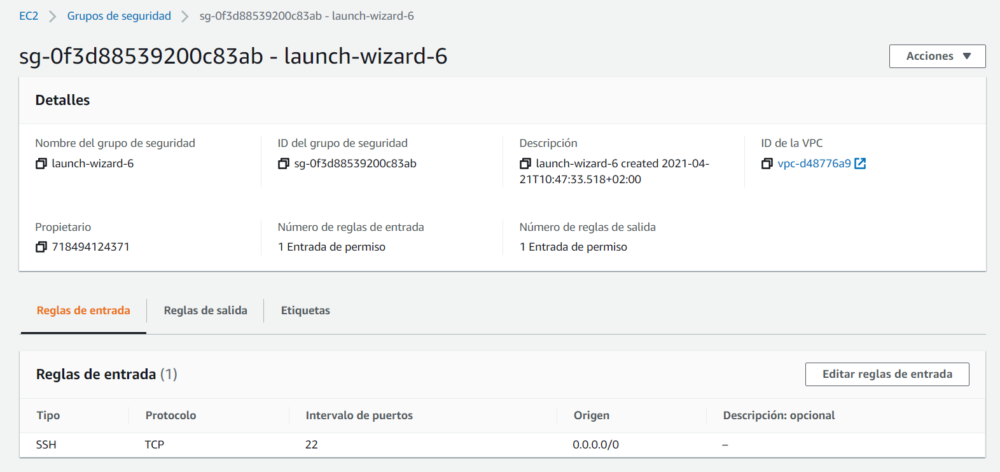 EC2 > Grupos de seguridad > sg-0f3d88539200c83ab - launch-wizard-6
sg-0f3d88539200c83ab - launch-wizard-6
Acciones ▼
Detalles
Nombre del grupo de seguridad
launch-wizard-6
ID del grupo de seguridad
sg-0f3d88539200c83ab
Descripción
launch-wizard-6 created 2021-04-
21T10:47:33.518+02:00
ID de la VPC
vpc-d48776a9
Propietario
718494124371
Número de reglas de entrada
1 Entrada de permiso
Número de reglas de salida
1 Entrada de permiso
Reglas de entrada
Reglas de salida
Etiquetas
Reglas de entrada (1)
Editar reglas de entrada
Tipo Protocolo Intervalo de puertos Origen Descripción: opcional
SSH TCP 22 0.0.0.0/0 –